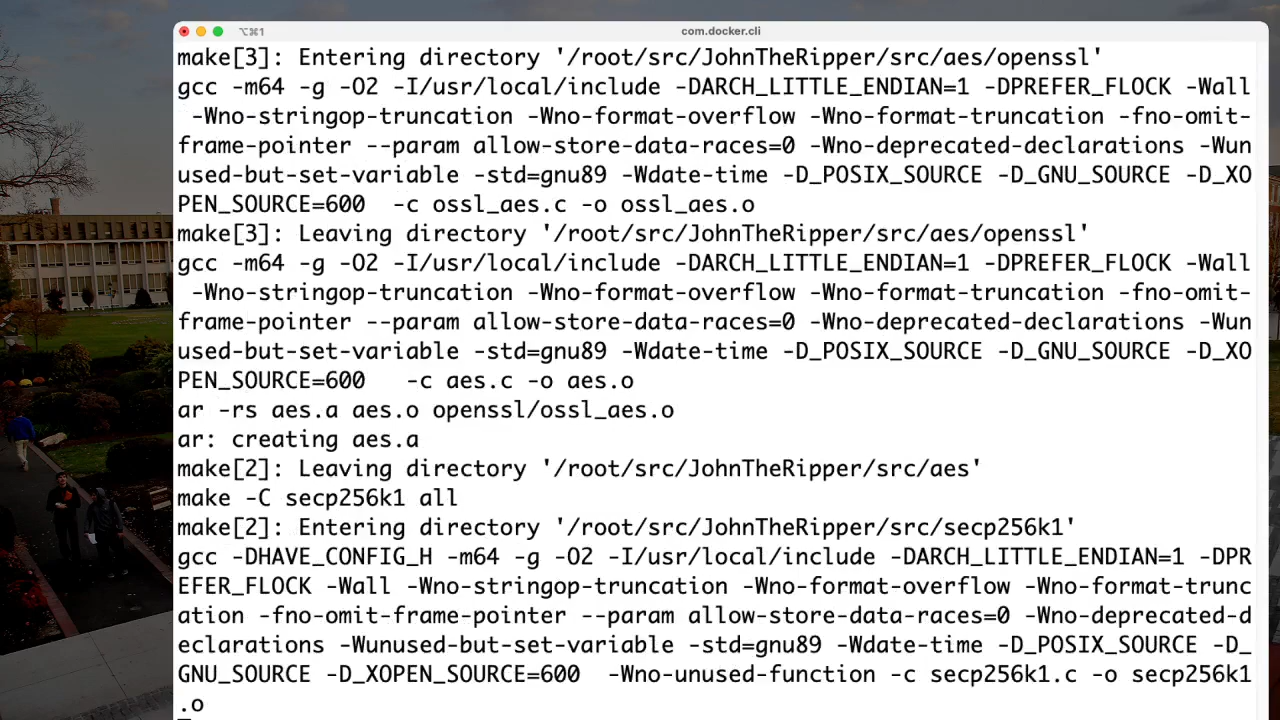 ⌥⌘1
com.docker.cli
make[3]: Entering directory '/root/src/JohnTheRipper/src/aes/openssl'
gcc -m64 -g -O2 -I/usr/local/include -DARCH_LITTLE_ENDIAN=1 -DPREFER_FLOCK -Wall
 -Wno-stringop-truncation -Wno-format-overflow -Wno-format-truncation -fno-omit-
frame-pointer --param allow-store-data-races=0 -Wno-deprecated-declarations -Wun
used-but-set-variable -std=gnu89 -Wdate-time -D_POSIX_SOURCE -D_GNU_SOURCE -D_XO
PEN_SOURCE=600  -c ossl_aes.c -o ossl_aes.o
make[3]: Leaving directory '/root/src/JohnTheRipper/src/aes/openssl'
gcc -m64 -g -O2 -I/usr/local/include -DARCH_LITTLE_ENDIAN=1 -DPREFER_FLOCK -Wall
 -Wno-stringop-truncation -Wno-format-overflow -Wno-format-truncation -fno-omit-
frame-pointer --param allow-store-data-races=0 -Wno-deprecated-declarations -Wun
used-but-set-variable -std=gnu89 -Wdate-time -D_POSIX_SOURCE -D_GNU_SOURCE -D_XO
PEN_SOURCE=600   -c aes.c -o aes.o
ar -rs aes.a aes.o openssl/ossl_aes.o
ar: creating aes.a
make[2]: Leaving directory '/root/src/JohnTheRipper/src/aes'
make -C secp256k1 all
make[2]: Entering directory '/root/src/JohnTheRipper/src/secp256k1'
gcc -DHAVE_CONFIG_H -m64 -g -O2 -I/usr/local/include -DARCH_LITTLE_ENDIAN=1 -DPR
EFER_FLOCK -Wall -Wno-stringop-truncation -Wno-format-overflow -Wno-format-trunc
ation -fno-omit-frame-pointer --param allow-store-data-races=0 -Wno-deprecated-d
eclarations -Wunused-but-set-variable -std=gnu89 -Wdate-time -D_POSIX_SOURCE -D_
GNU_SOURCE -D_XOPEN_SOURCE=600  -Wno-unused-function -c secp256k1.c -o secp256k1
.o